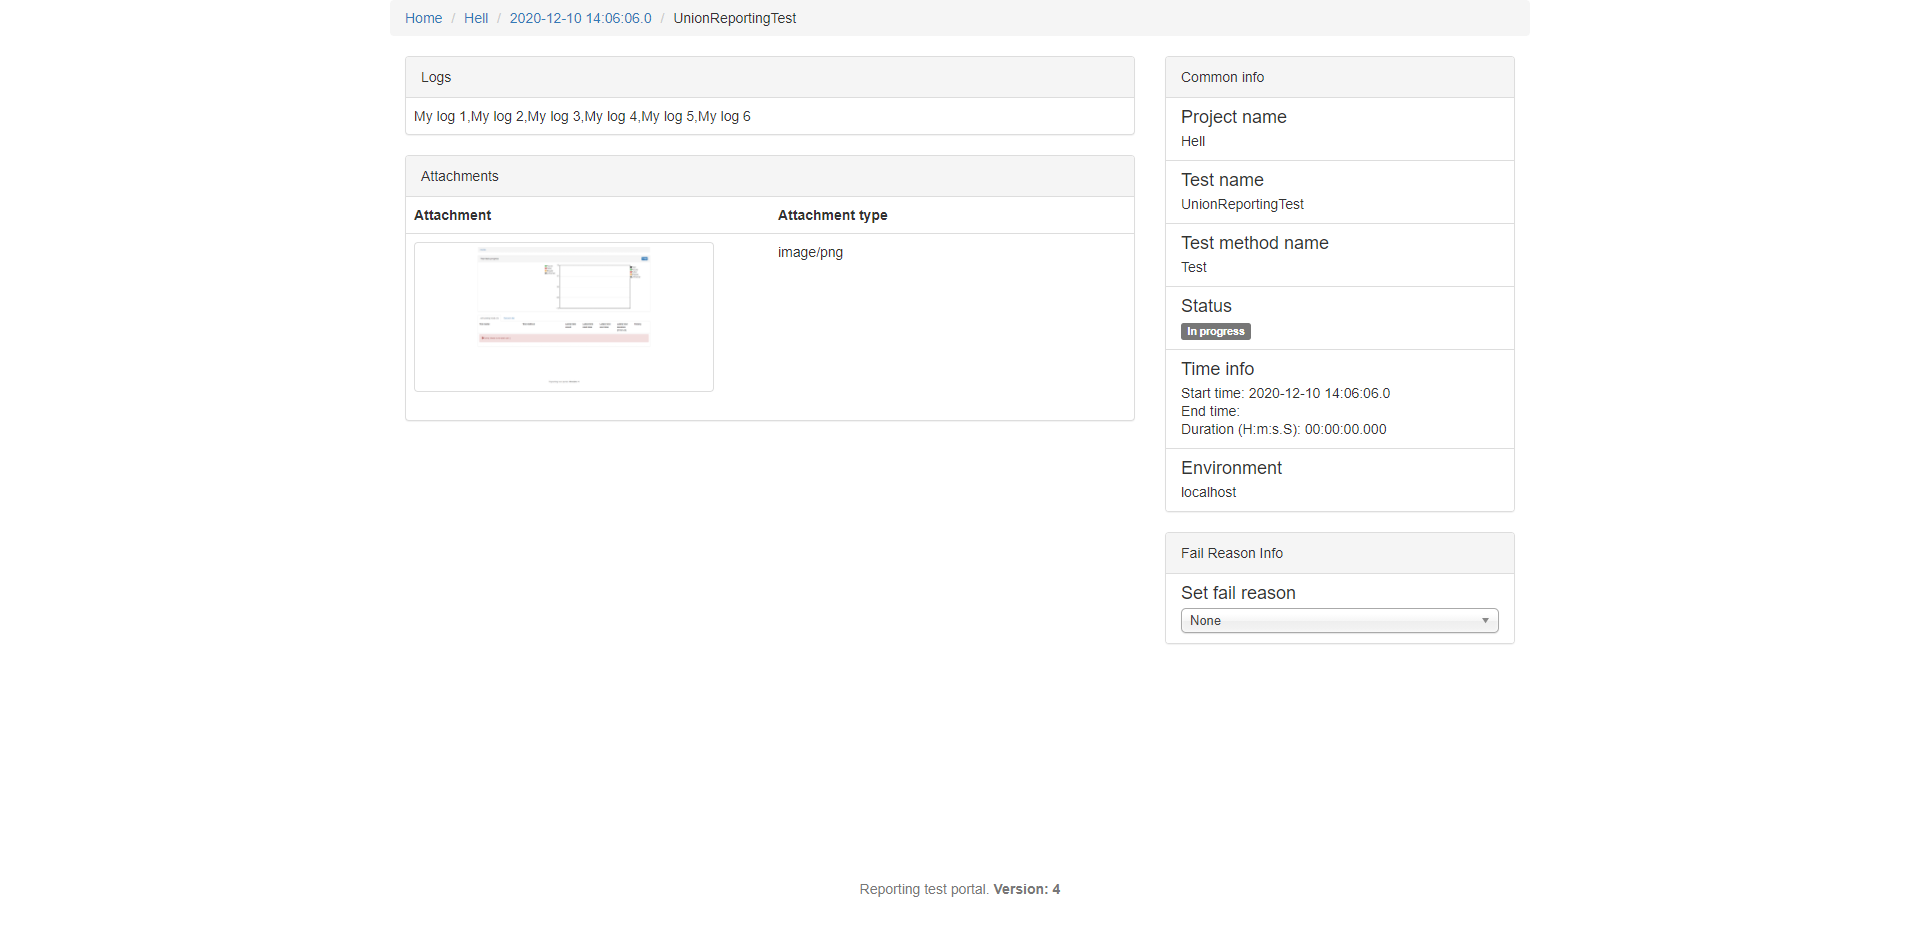 Home / Hell / 2020-12-10 14:06:06.0 / UnionReportingTest
Logs
My log 1,My log 2,My log 3,My log 4,My log 5,My log 6
Attachments
Attachment Attachment type
image/png
Common info
Project name
Hell
Test name
UnionReportingTest
Test method name
Test
Status
In progress
Time info
Start time: 2020-12-10 14:06:06.0
End time:
Duration (H:m:s.S): 00:00:00.000
Environment
localhost
Fail Reason Info
Set fail reason
None
Reporting test portal. Version: 4